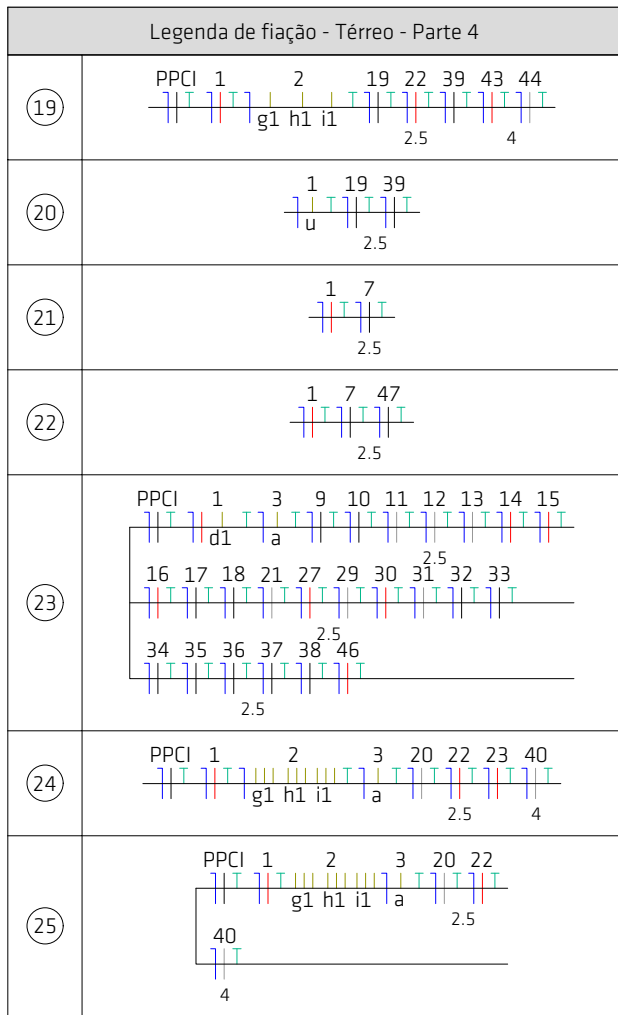 Legenda de fiação - Térreo - Parte 4
19
PPCI 1 2 19 22 39 43 44
g1 h1 i1
2.5 4
20
1 19 39
u
2.5
21
1 7
2.5
22
1 7 47
2.5
23
PPCI 1 3 9 10 11 12 13 14 15
d1 a
2.5
16 17 18 21 27 29 30 31 32 33
2.5
34 35 36 37 38 46
2.5
24
PPCI 1 2 3 20 22 23 40
g1 h1 i1 a
2.5 4
25
PPCI 1 2 3 20 22
g1 h1 i1 a
2.5
40
4